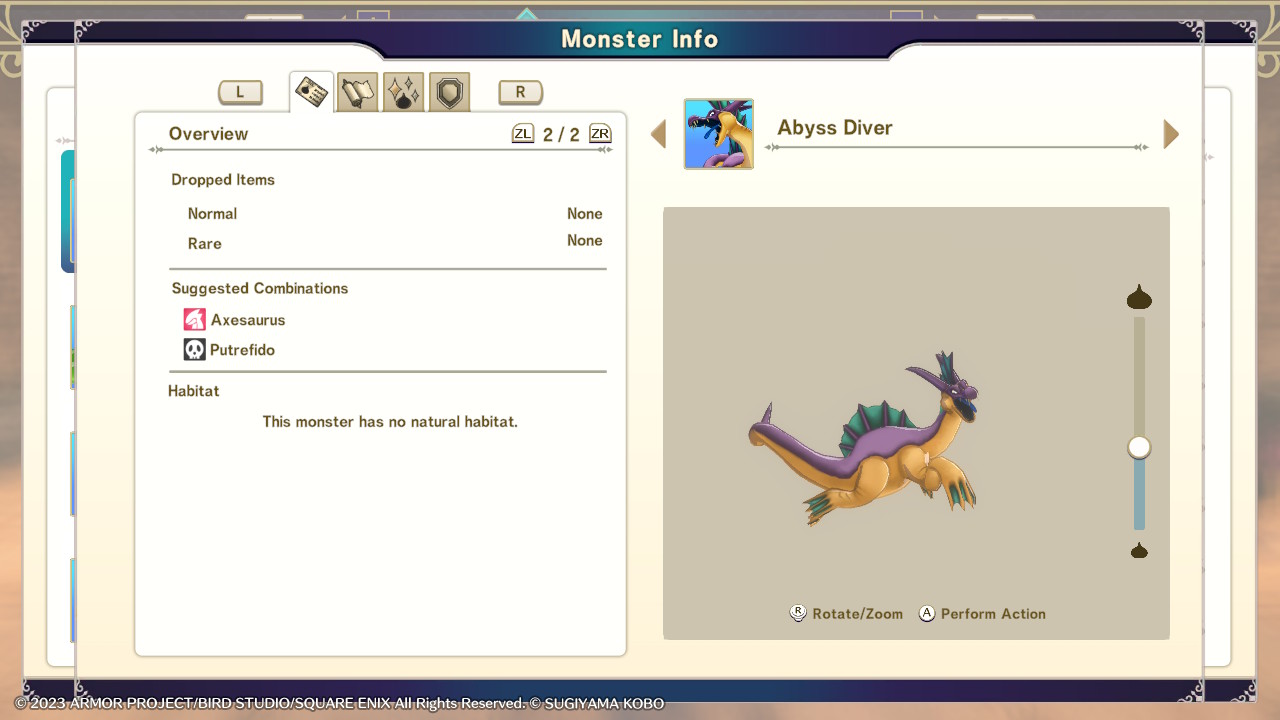 Monster Info
L
R
Overview
ZL 2 / 2 ZR
Dropped Items
Normal None
Rare None
Suggested Combinations
Axesaurus
Putrefido
Habitat
This monster has no natural habitat.
Abyss Diver
R Rotate/Zoom A Perform Action
© 2023 ARMOR PROJECT/BIRD STUDIO/SQUARE ENIX All Rights Reserved. © SUGIYAMA KOBO